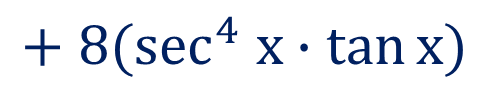 + 8(sec⁴ x · tan x)